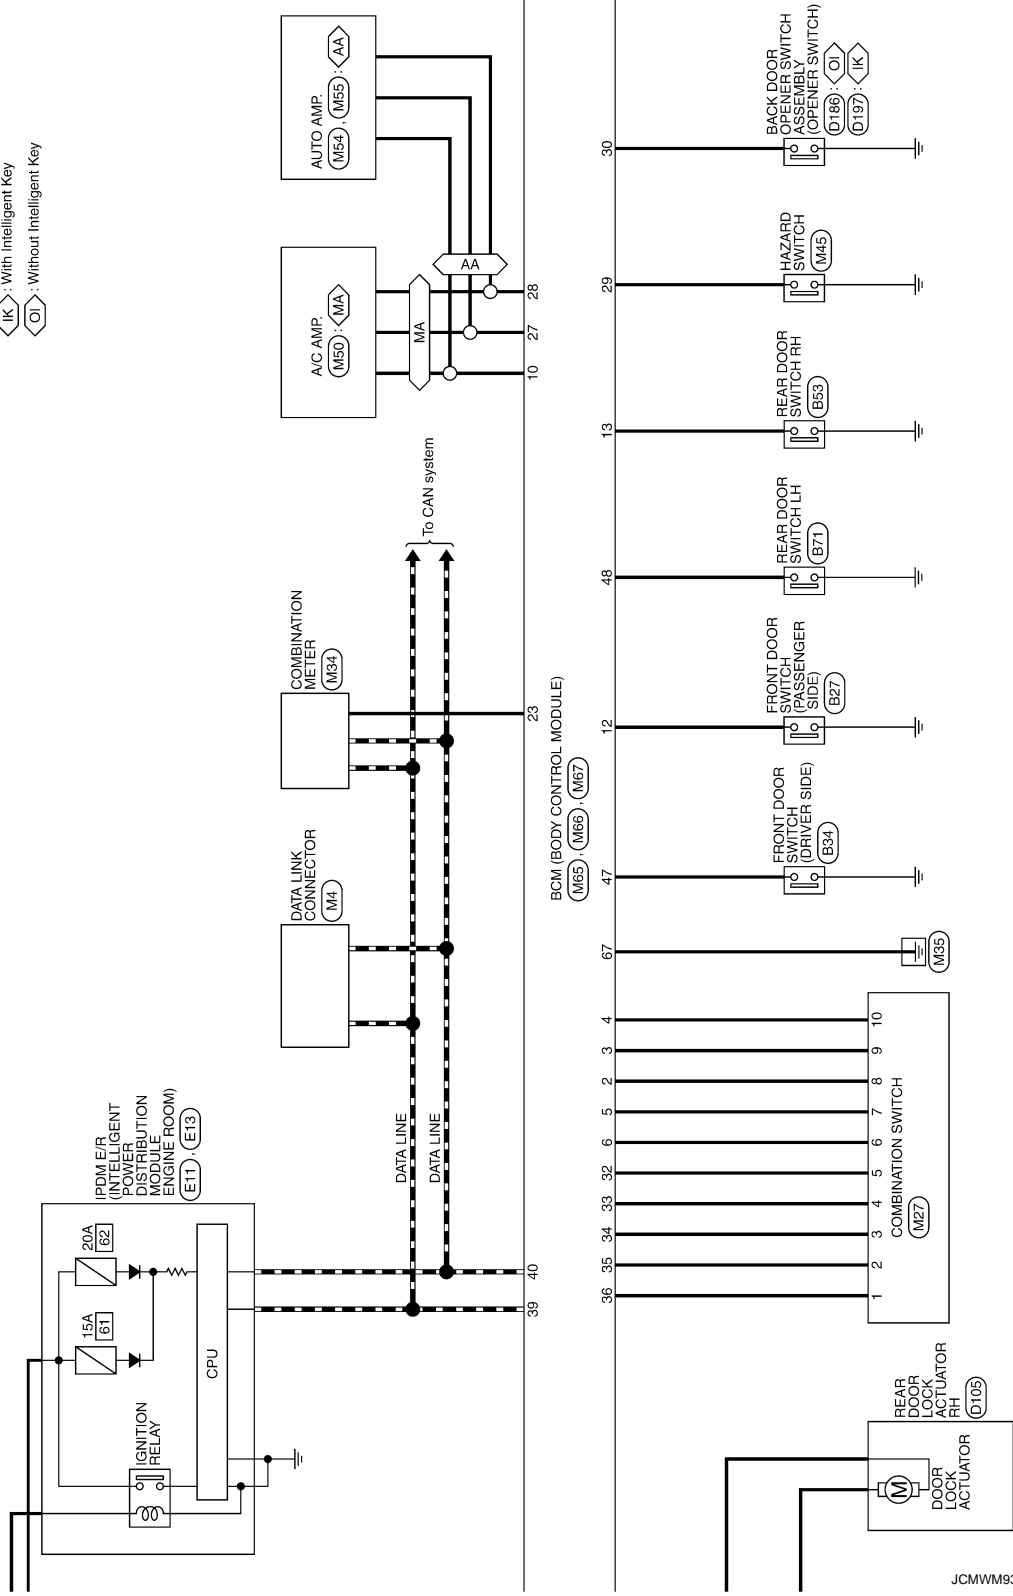 IK : With Intelligent Key
OI : Without Intelligent Key
AUTO AMP.
M54 , M55 : AA
A/C AMP.
M50 : MA
AA
MA
28
27
10
To CAN system
COMBINATION
METER
M34
23
DATA LINK
CONNECTOR
M4
DATA LINE
DATA LINE
IPDM E/R
(INTELLIGENT
POWER
DISTRIBUTION
MODULE
ENGINE ROOM)
E11 , E13
20A
62
15A
61
IGNITION
RELAY
CPU
40
39
BCM (BODY CONTROL MODULE)
M65 , M66 , M67
30
BACK DOOR
OPENER SWITCH
ASSEMBLY
(OPENER SWITCH)
D186 : OI
D197 : IK
29
HAZARD
SWITCH
M45
13
REAR DOOR
SWITCH RH
B53
48
REAR DOOR
SWITCH LH
B71
12
FRONT DOOR
SWITCH
(PASSENGER
SIDE)
B27
47
FRONT DOOR
SWITCH
(DRIVER SIDE)
B34
67
M35
4
3
2
5
6
32
33
34
35
36
10
9
8
7
6
5
4
3
2
1
COMBINATION SWITCH
M27
REAR
DOOR
LOCK
ACTUATOR
RH
D105
M
DOOR
LOCK
ACTUATOR
JCMWM93